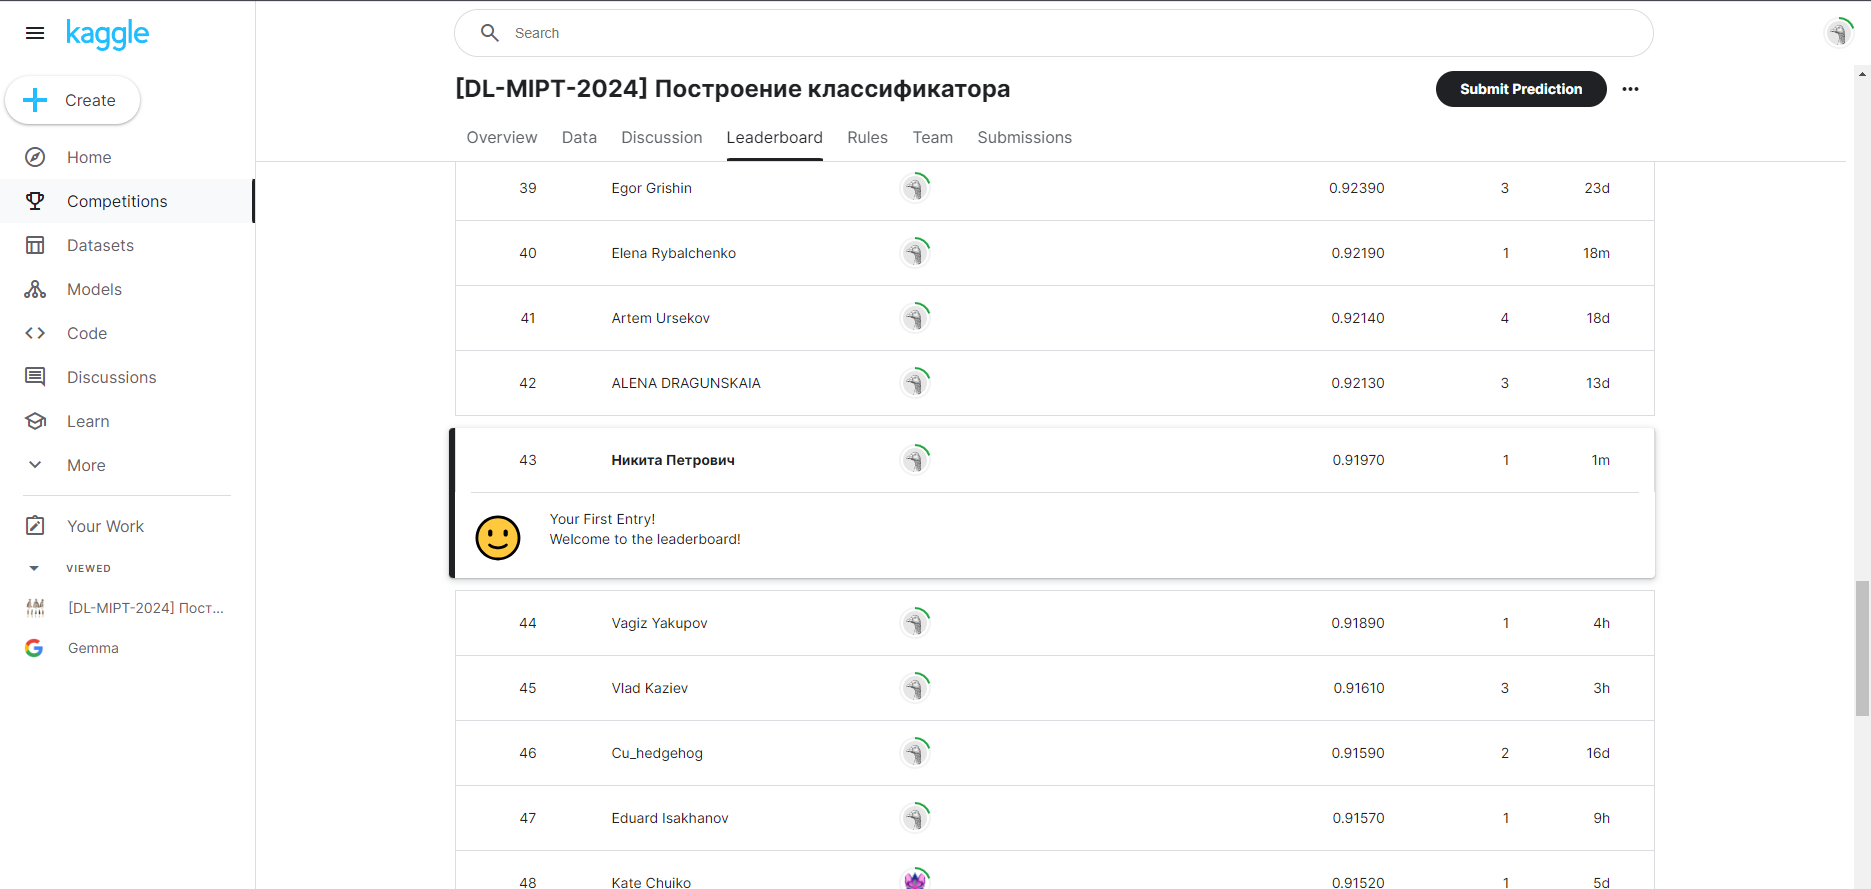 kaggle
Search
Create
Home
Competitions
Datasets
Models
Code
Discussions
Learn
More
Your Work
VIEWED
[DL-MIPT-2024] Пост...
Gemma
[DL-MIPT-2024] Построение классификатора
Submit Prediction
Overview Data Discussion Leaderboard Rules Team Submissions
39 Egor Grishin 0.92390 3 23d
40 Elena Rybalchenko 0.92190 1 18m
41 Artem Ursekov 0.92140 4 18d
42 ALENA DRAGUNSKAIA 0.92130 3 13d
43 Никита Петрович 0.91970 1 1m
Your First Entry!
Welcome to the leaderboard!
44 Vagiz Yakupov 0.91890 1 4h
45 Vlad Kaziev 0.91610 3 3h
46 Cu_hedgehog 0.91590 2 16d
47 Eduard Isakhanov 0.91570 1 9h
48 Kate Chuiko 0.91520 1 5d